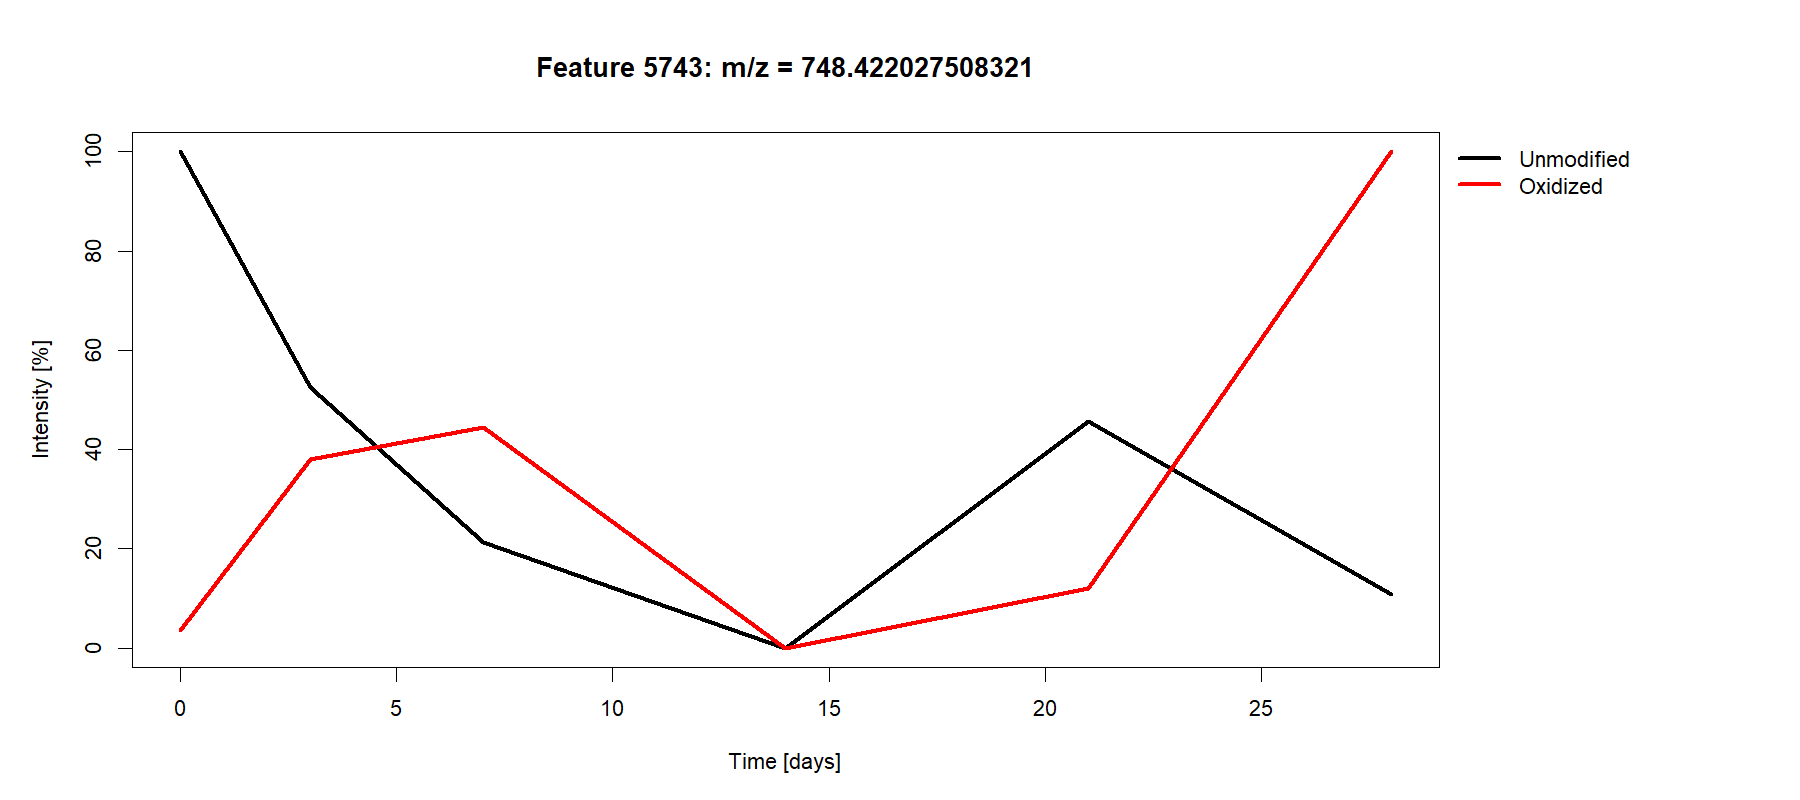 Feature 5743: m/z = 748.422027508321
Unmodified
Oxidized
100
80
60
40
20
0
Intensity [%]
0 5 10 15 20 25
Time [days]